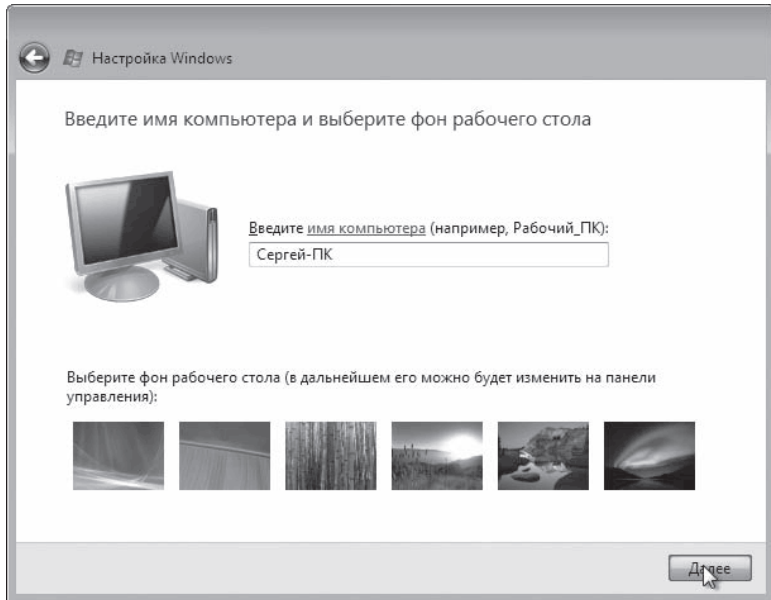 Настройка Windows
Введите имя компьютера и выберите фон рабочего стола
Введите имя компьютера (например, Рабочий_ПК):
Сергей-ПК
Выберите фон рабочего стола (в дальнейшем его можно будет изменить на панели
управления):
Далее